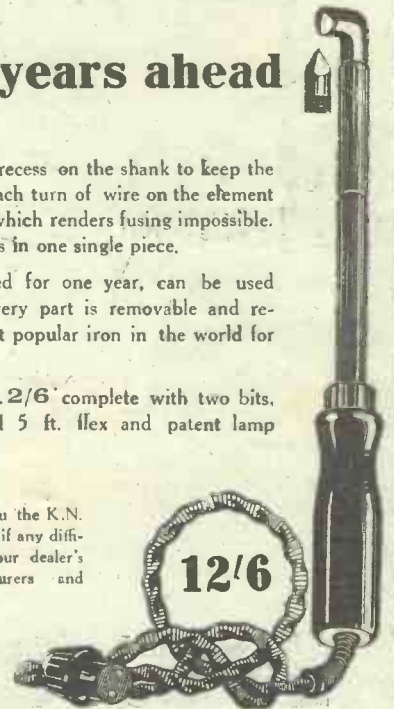 years ahead
recess on the shank to keep the
ach turn of wire on the element
which renders fusing impossible.
s in one single piece.
ed for one year, can be used
very part is removable and re-
t popular iron in the world for
2/6 complete with two bits,
5 ft. flex and patent lamp
u the K.N.
if any diffi-
our dealer's
urers and
12/6